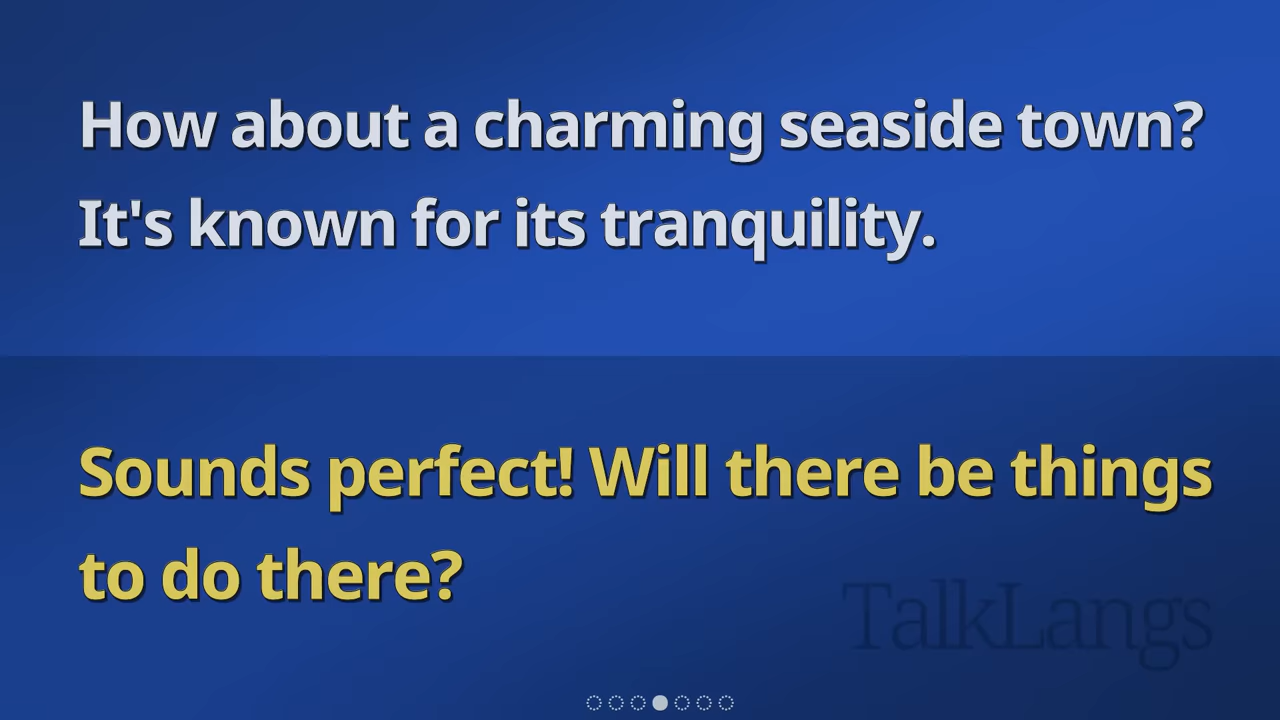 How about a charming seaside town?
It's known for its tranquility.
Sounds perfect! Will there be things
to do there?
TalkLangs